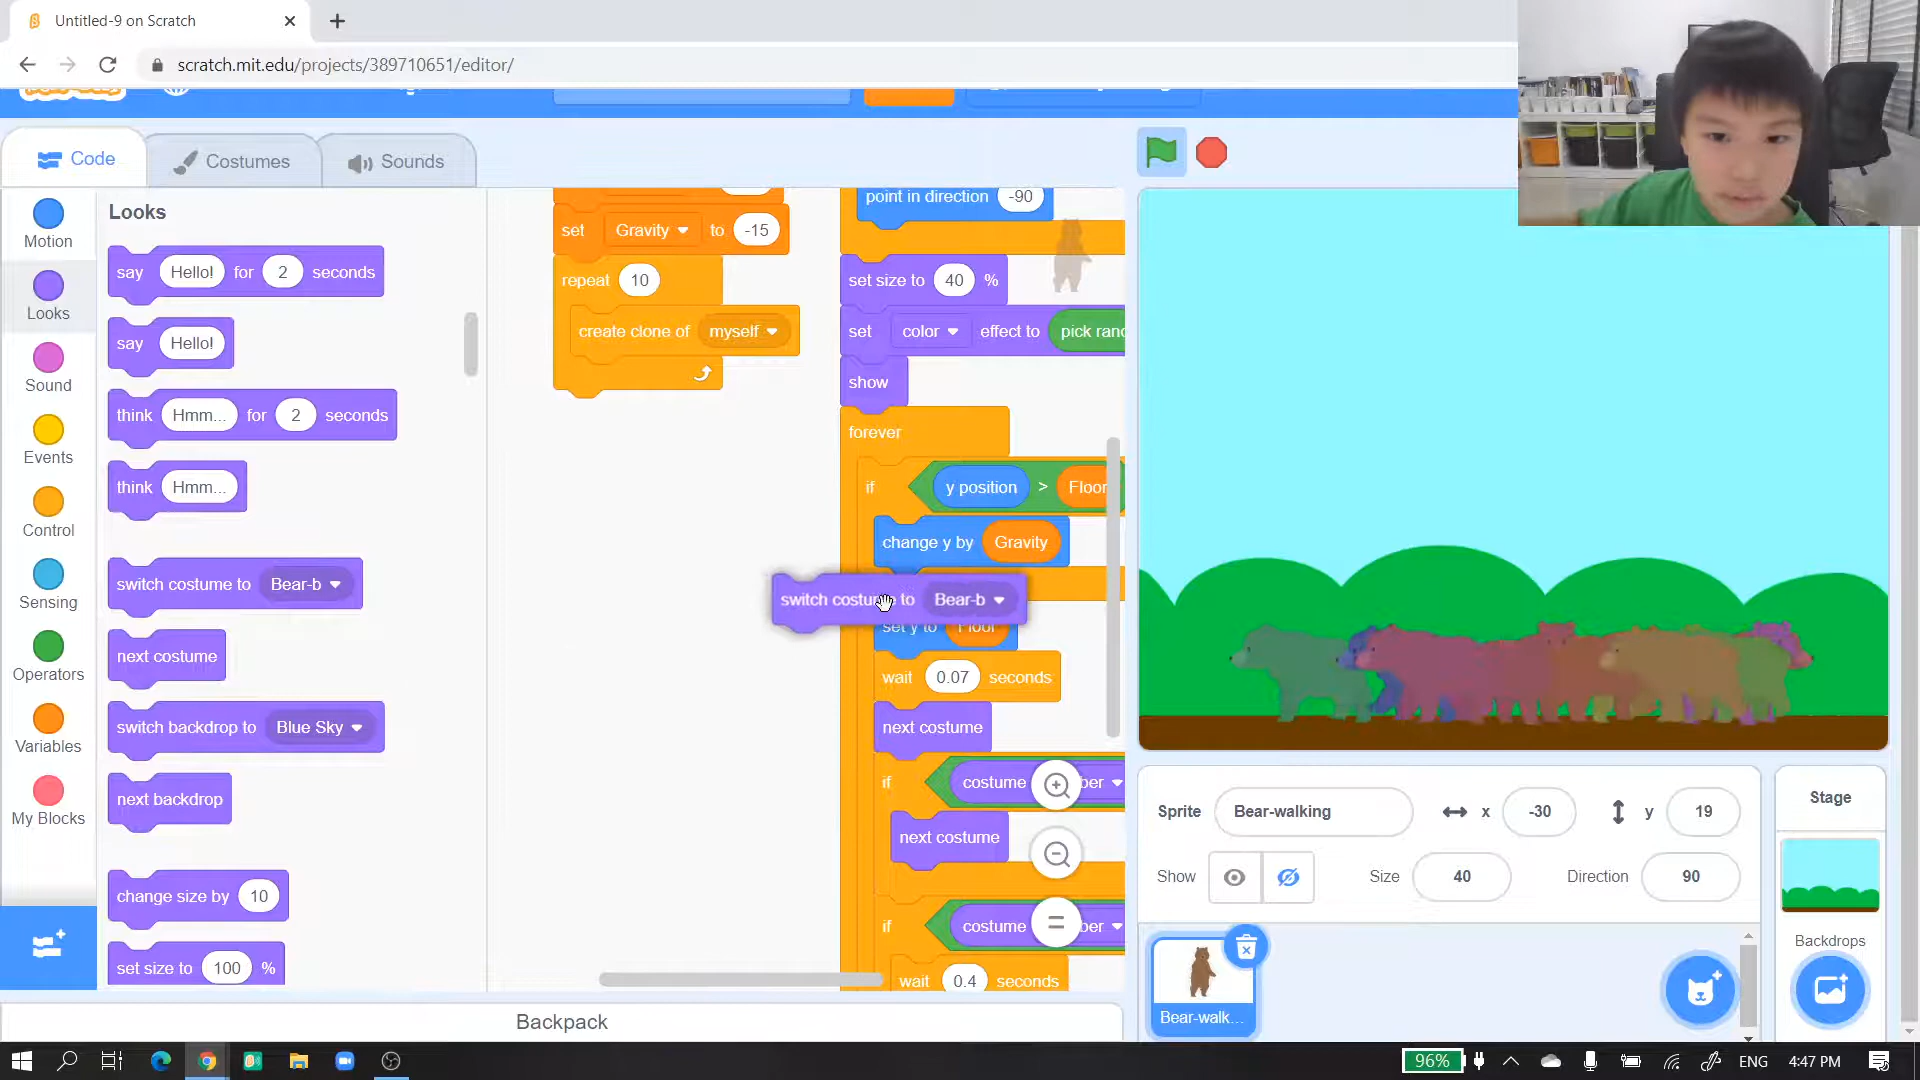 Untitled-9 on Scratch
scratch.mit.edu/projects/389710651/editor/
Code
Costumes
Sounds
Motion
Looks
Sound
Events
Control
Sensing
Operators
Variables
My Blocks
Looks
say Hello! for 2 seconds
say Hello!
think Hmm... for 2 seconds
think Hmm...
switch costume to Bear-b
next costume
switch backdrop to Blue Sky
next backdrop
change size by 10
set size to 100 %
set Gravity to -15
repeat 10
create clone of myself
point in direction -90
set size to 40 %
set color effect to pick
show
forever
if y position > Floor
change y by Gravity
switch costume to Bear-b
set y to Floor
wait 0.07 seconds
next costume
if costume
next costume
if costume
wait 0.4 seconds
Backpack
Sprite Bear-walking x -30 y 19
Show Size 40 Direction 90
Bear-walk...
Stage
Backdrops
96% ENG 4:47 PM